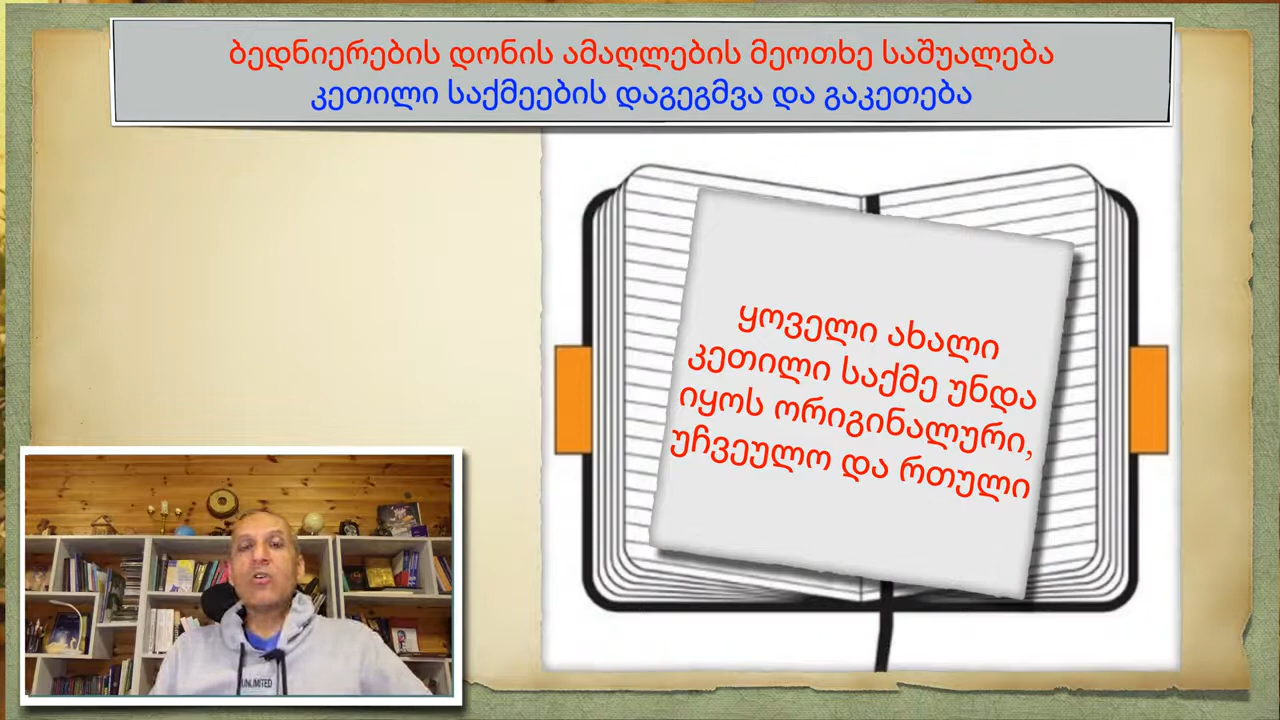 ბედნიერების დონის ამაღლების მეოთხე საშუალება
კეთილი საქმეების დაგეგმვა და გაკეთება
ყოველი ახალი
კეთილი საქმე უნდა
იყოს ორიგინალური,
უჩვეულო და რთული
UNLIMITED